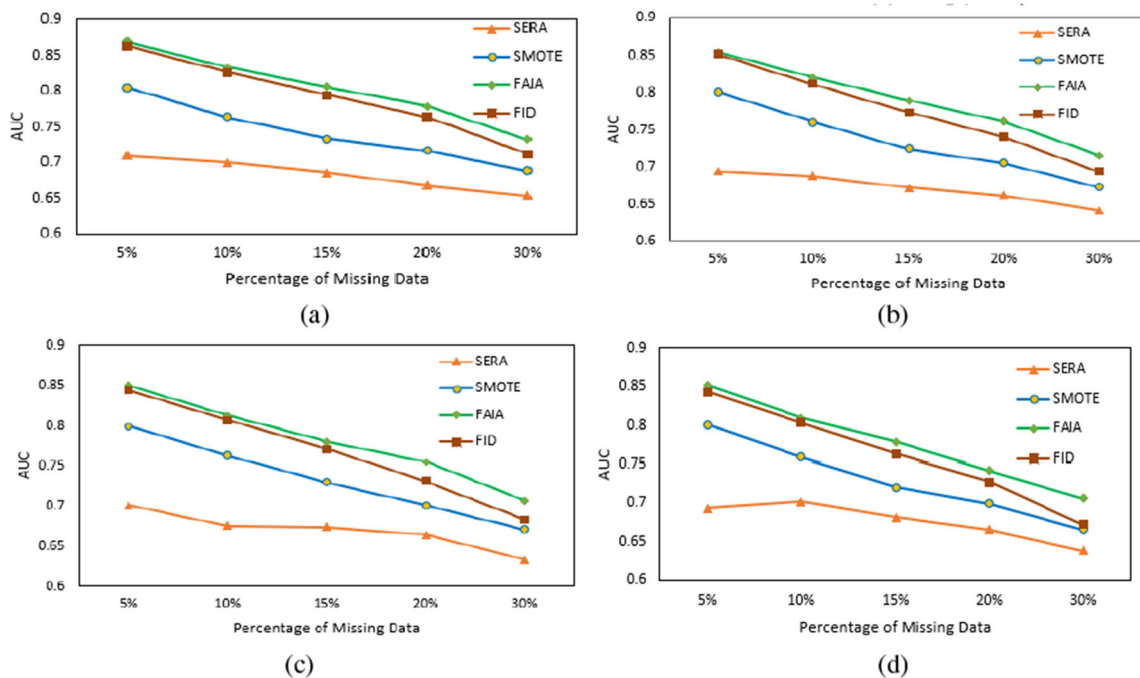 0.9
0.85
0.8
0.75
0.7
0.65
0.6
AUC
5% 10% 15% 20% 30%
Percentage of Missing Data
SERA
SMOTE
FAIA
FID
(a)
0.9
0.85
0.8
0.75
0.7
0.65
0.6
AUC
5% 10% 15% 20% 30%
Percentage of Missing Data
SERA
SMOTE
FAIA
FID
(b)
0.9
0.85
0.8
0.75
0.7
0.65
0.6
AUC
5% 10% 15% 20% 30%
Percentage of Missing Data
SERA
SMOTE
FAIA
FID
(c)
0.9
0.85
0.8
0.75
0.7
0.65
0.6
AUC
5% 10% 15% 20% 30%
Percentage of Missing Data
SERA
SMOTE
FAIA
FID
(d)